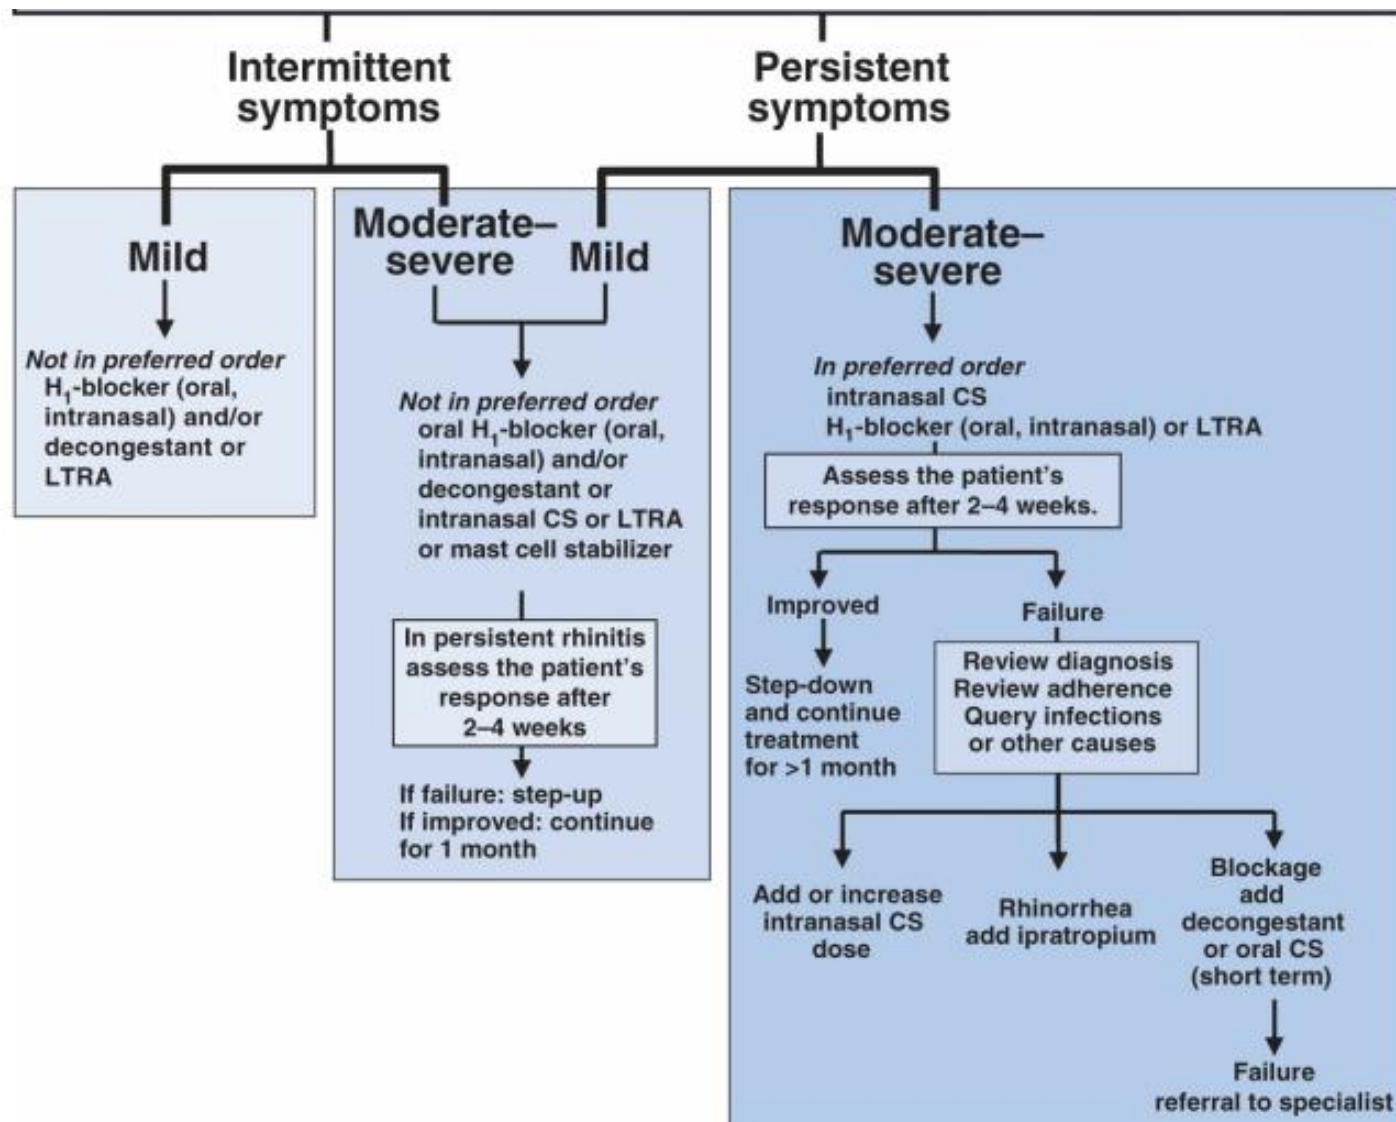 Intermittent
symptoms
Persistent
symptoms
Mild
Not in preferred order
H₁-blocker (oral,
intranasal) and/or
decongestant or
LTRA
Moderate–
severe
Mild
Not in preferred order
oral H₁-blocker (oral,
intranasal) and/or
decongestant or
intranasal CS or LTRA
or mast cell stabilizer
In persistent rhinitis
assess the patient's
response after
2–4 weeks
If failure: step-up
If improved: continue
for 1 month
Moderate–
severe
In preferred order
intranasal CS
H₁-blocker (oral, intranasal) or LTRA
Assess the patient's
response after 2–4 weeks.
Improved
Step-down
and continue
treatment
for >1 month
Failure
Review diagnosis
Review adherence
Query infections
or other causes
Add or increase
intranasal CS
dose
Rhinorrhea
add ipratropium
Blockage
add
decongestant
or oral CS
(short term)
Failure
referral to specialist